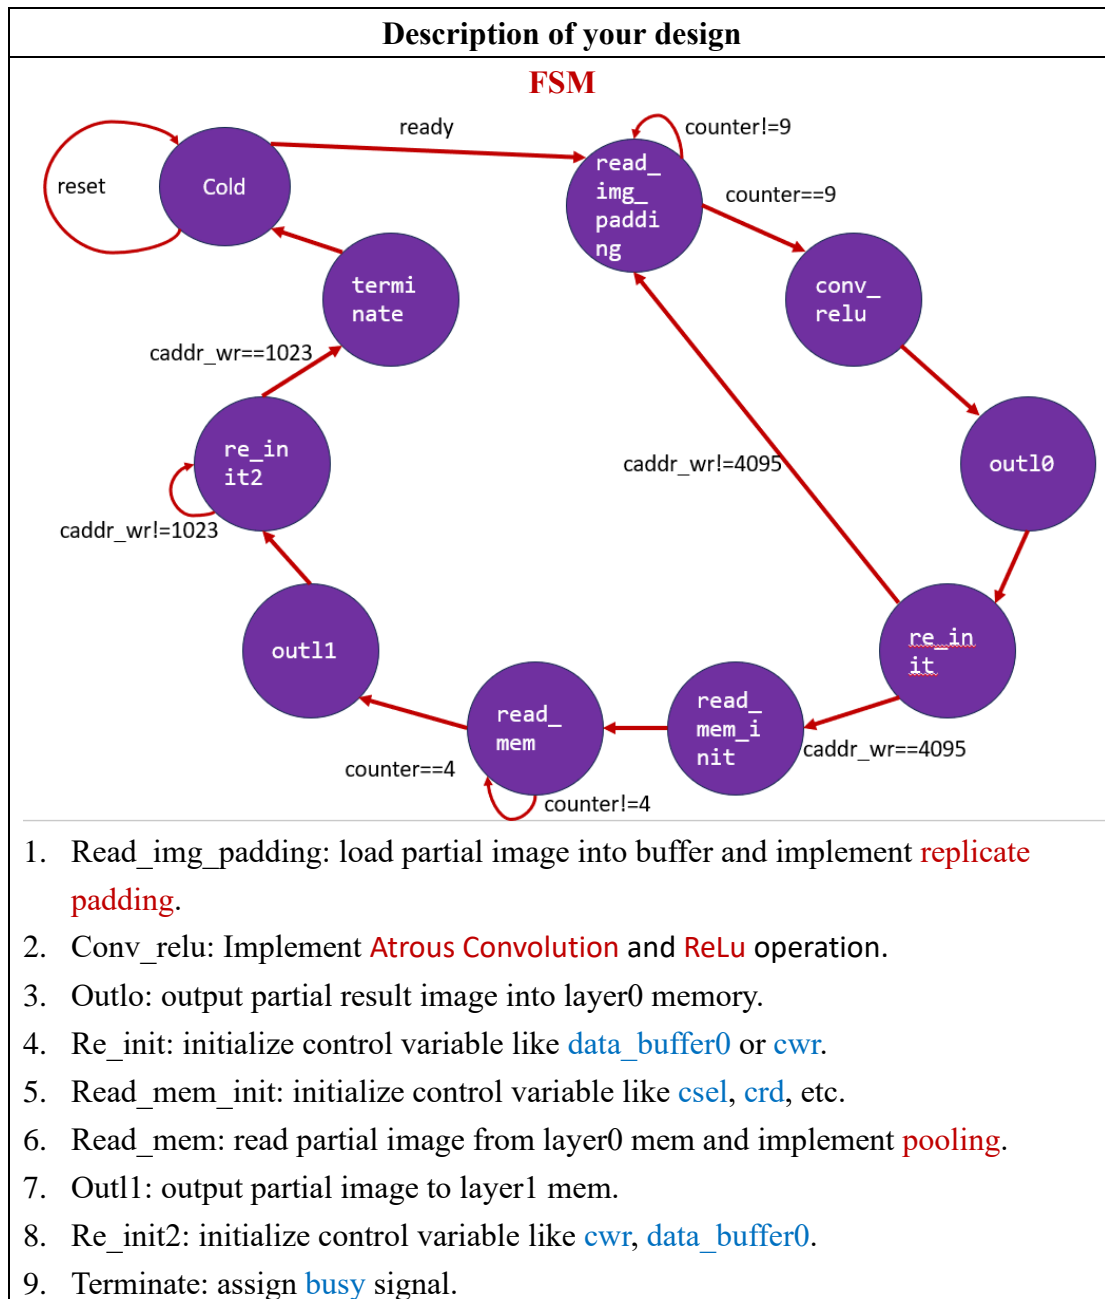 Description of your design
FSM
ready
counter!=9
reset
Cold
read_
img_
paddi
ng
counter==9
termi
nate
conv_
relu
caddr_wr==1023
re_in
it2
caddr_wr!=4095
outl0
caddr_wr!=1023
outl1
re_in
it
read_
mem
read_
mem_i
nit
caddr_wr==4095
counter==4
counter!=4
1. Read_img_padding: load partial image into buffer and implement replicate
padding.
2. Conv_relu: Implement Atrous Convolution and ReLu operation.
3. Outlo: output partial result image into layer0 memory.
4. Re_init: initialize control variable like data_buffer0 or cwr.
5. Read_mem_init: initialize control variable like csel, crd, etc.
6. Read_mem: read partial image from layer0 mem and implement pooling.
7. Outl1: output partial image to layer1 mem.
8. Re_init2: initialize control variable like cwr, data_buffer0.
9. Terminate: assign busy signal.